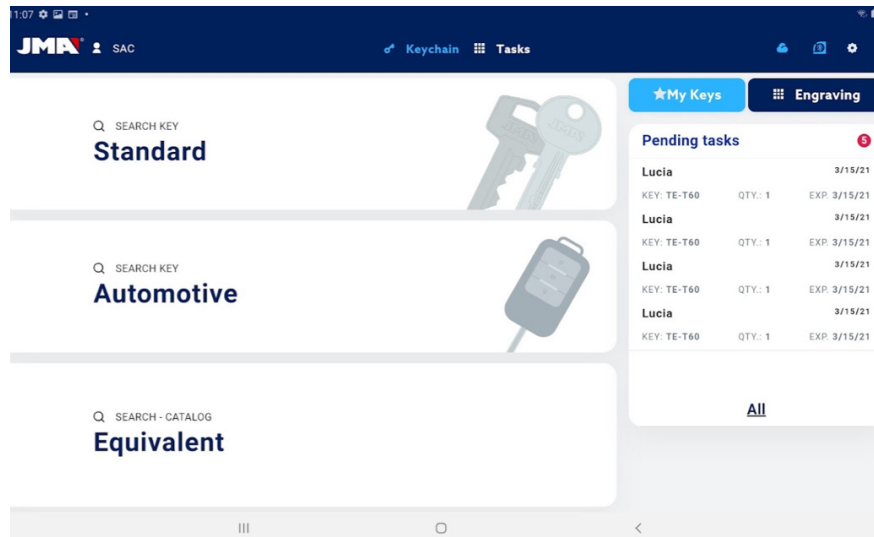 11:07
JMA SAC Keychain Tasks
SEARCH KEY
Standard
JMA JMA
SEARCH KEY
Automotive
SEARCH - CATALOG
Equivalent
My Keys Engraving
Pending tasks 5
Lucia 3/15/21
KEY: TE-T60 QTY.: 1 EXP. 3/15/21
Lucia 3/15/21
KEY: TE-T60 QTY.: 1 EXP. 3/15/21
Lucia 3/15/21
KEY: TE-T60 QTY.: 1 EXP. 3/15/21
Lucia 3/15/21
KEY: TE-T60 QTY.: 1 EXP. 3/15/21
All